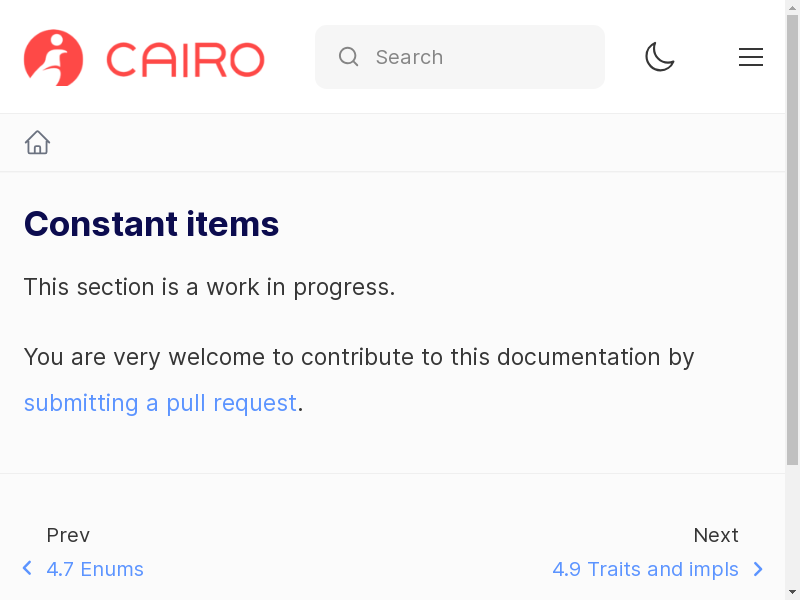 CAIRO
Search
Constant items
This section is a work in progress.
You are very welcome to contribute to this documentation by
submitting a pull request.
Prev
4.7 Enums
Next
4.9 Traits and impls